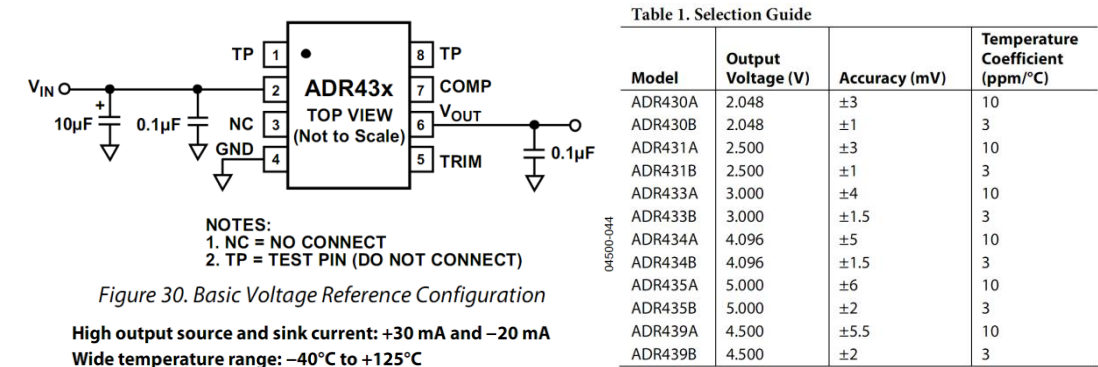 TP 1 8 TP
VIN 2 ADR43x 7 COMP
TOP VIEW
(Not to Scale)
+
10µF 0.1µF NC 3 6 VOUT
GND 4 5 TRIM 0.1µF
NOTES:
1. NC = NO CONNECT
2. TP = TEST PIN (DO NOT CONNECT)
04500-044
Figure 30. Basic Voltage Reference Configuration
High output source and sink current: +30 mA and −20 mA
Wide temperature range: −40°C to +125°C
Table 1. Selection Guide
Model Output Voltage (V) Accuracy (mV) Temperature Coefficient (ppm/°C)
ADR430A 2.048 ±3 10
ADR430B 2.048 ±1 3
ADR431A 2.500 ±3 10
ADR431B 2.500 ±1 3
ADR433A 3.000 ±4 10
ADR433B 3.000 ±1.5 3
ADR434A 4.096 ±5 10
ADR434B 4.096 ±1.5 3
ADR435A 5.000 ±6 10
ADR435B 5.000 ±2 3
ADR439A 4.500 ±5.5 10
ADR439B 4.500 ±2 3